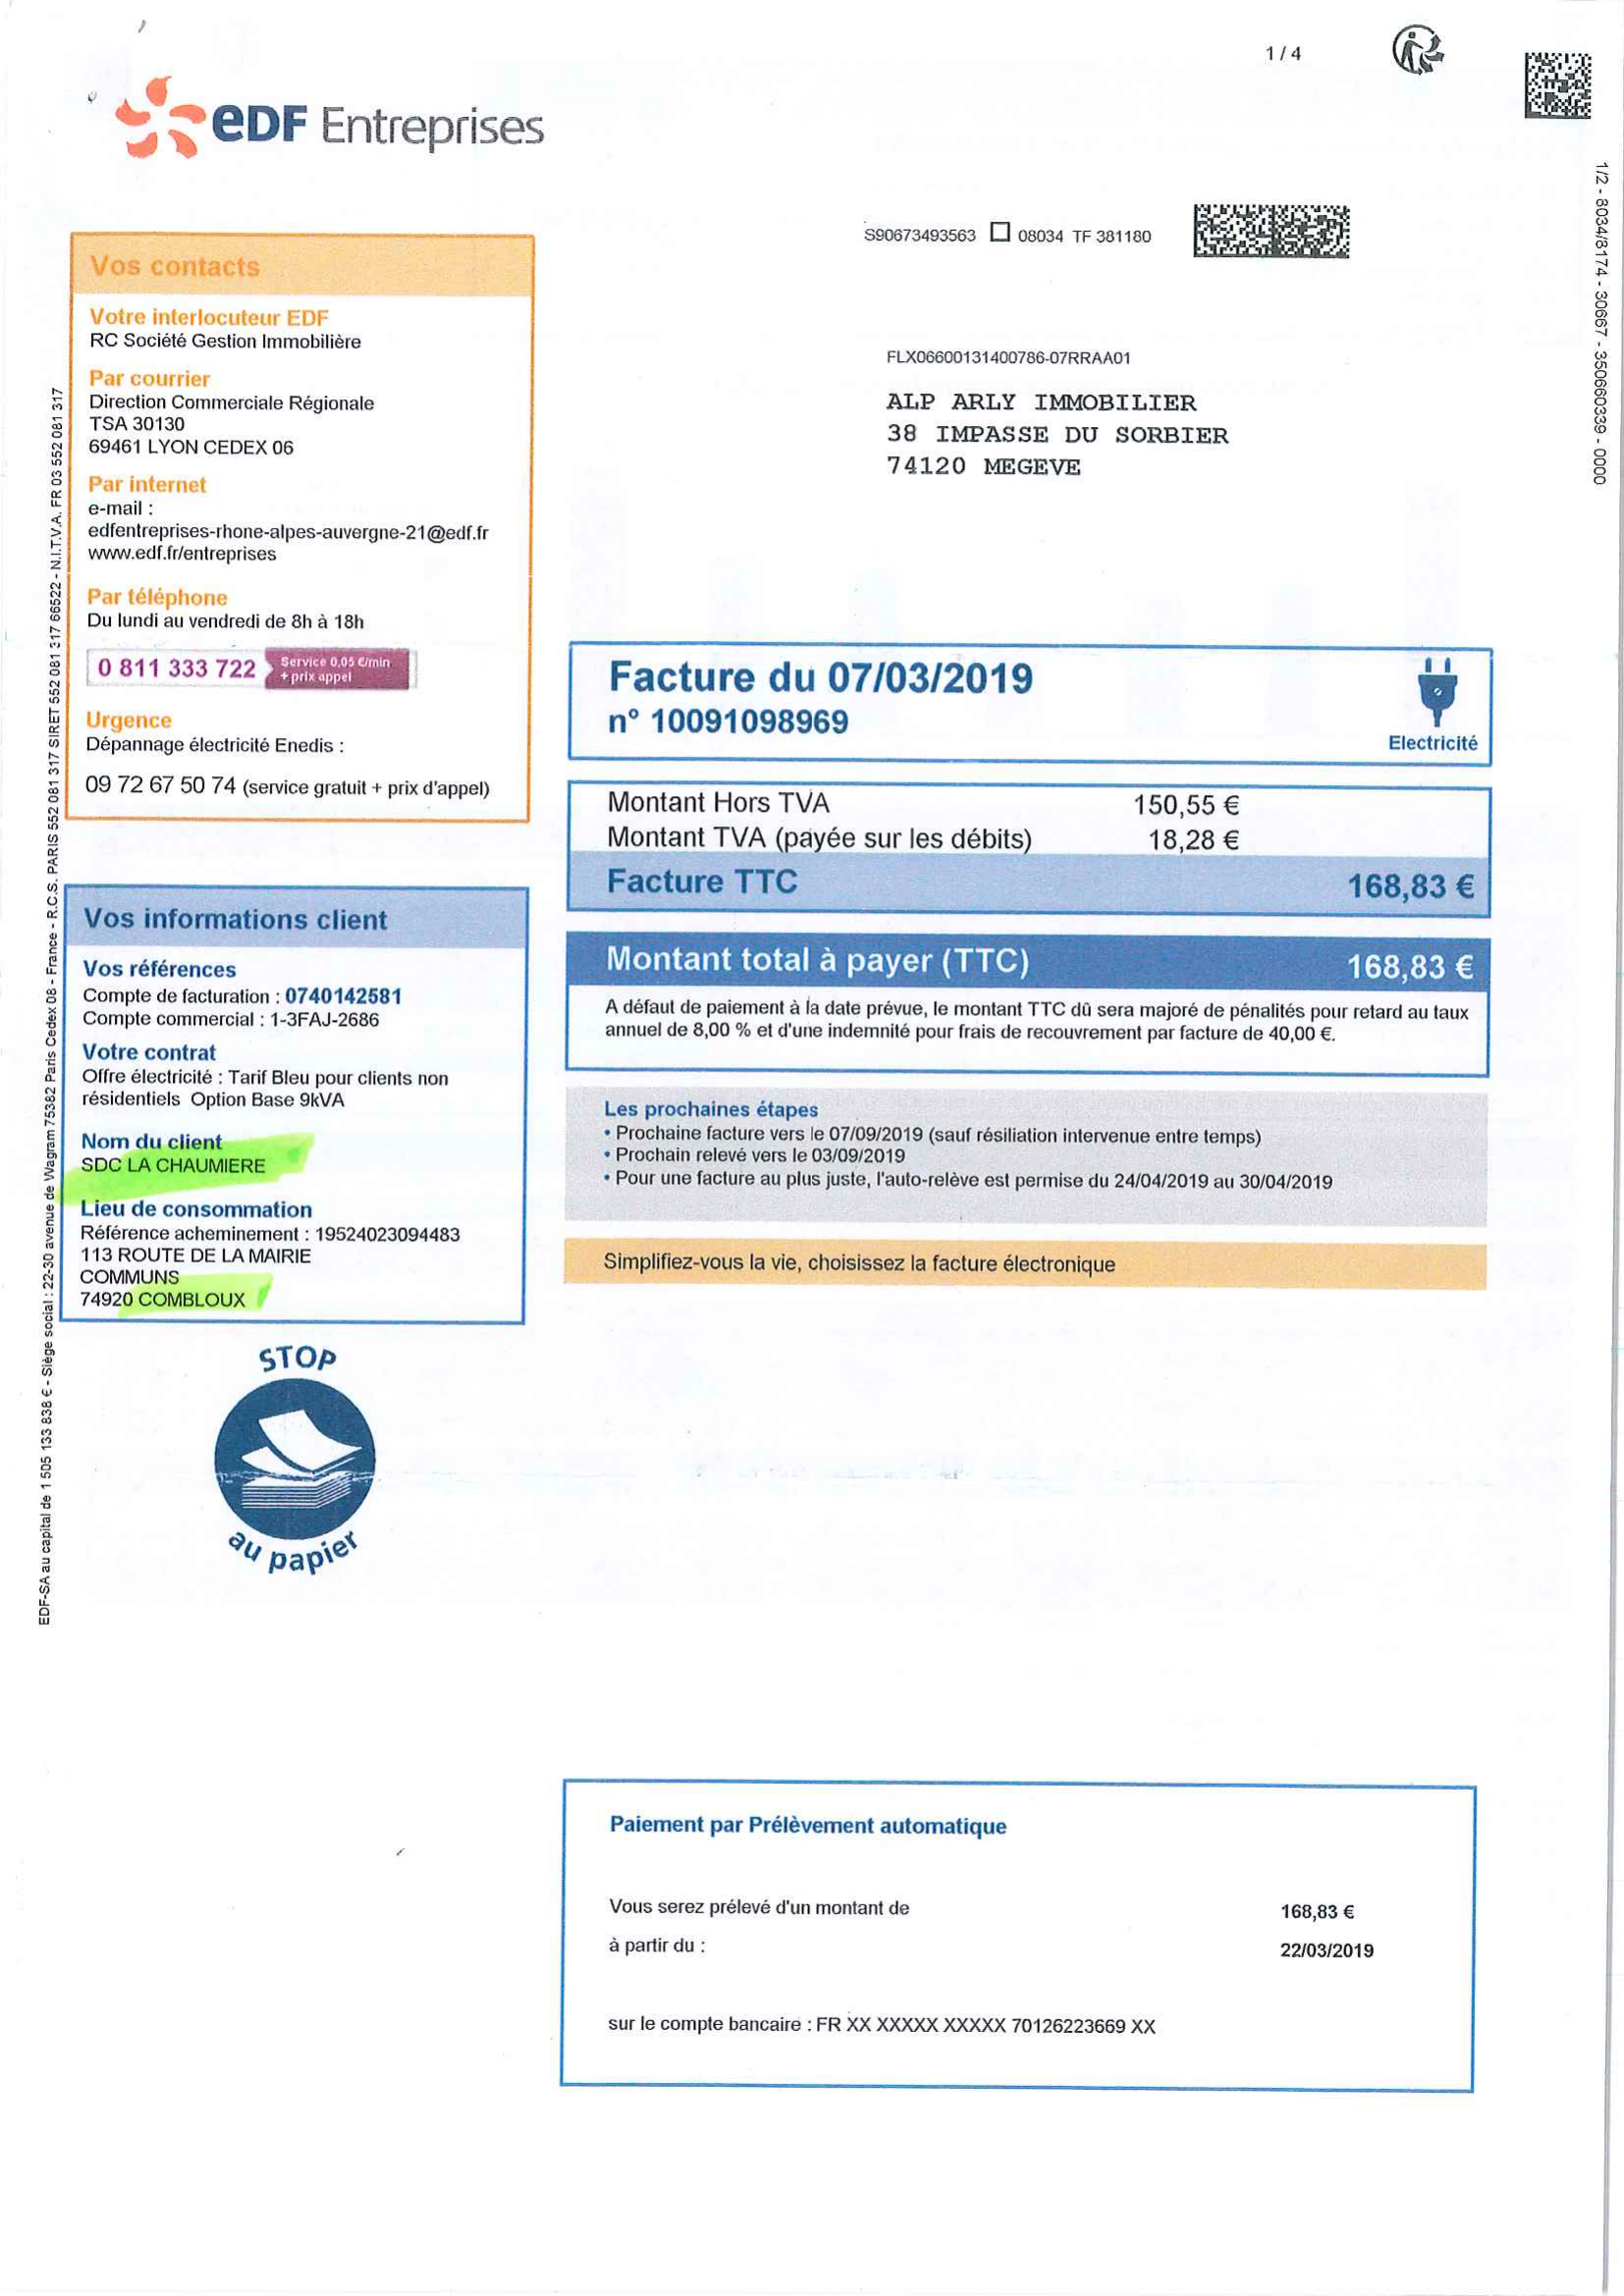 1 / 4
eDF Entreprises
S90673493563 08034 TF 381180
1/2 - 8034/8174 - 30667 - 350660339 - 0000
Vos contacts
Votre interlocuteur EDF
RC Société Gestion Immobilière
Par courrier
Direction Commerciale Régionale
TSA 30130
69461 LYON CEDEX 06
Par internet
e-mail :
edfentreprises-rhone-alpes-auvergne-21@edf.fr
www.edf.fr/entreprises
Par téléphone
Du lundi au vendredi de 8h à 18h
0 811 333 722 Service 0,05 €/min
+ prix appel
Urgence
Dépannage électricité Enedis :
09 72 67 50 74 (service gratuit + prix d'appel)
FLX06600131400786-07RRAA01
ALP ARLY IMMOBILIER
38 IMPASSE DU SORBIER
74120 MEGEVE
Facture du 07/03/2019
n° 10091098969
Electricité
Montant Hors TVA 150,55 €
Montant TVA (payée sur les débits) 18,28 €
Facture TTC 168,83 €
Montant total à payer (TTC) 168,83 €
A défaut de paiement à la date prévue, le montant TTC dû sera majoré de pénalités pour retard au taux
annuel de 8,00 % et d'une indemnité pour frais de recouvrement par facture de 40,00 €.
Les prochaines étapes
• Prochaine facture vers le 07/09/2019 (sauf résiliation intervenue entre temps)
• Prochain relevé vers le 03/09/2019
• Pour une facture au plus juste, l'auto-relève est permise du 24/04/2019 au 30/04/2019
Simplifiez-vous la vie, choisissez la facture électronique
Vos informations client
Vos références
Compte de facturation : 0740142581
Compte commercial : 1-3FAJ-2686
Votre contrat
Offre électricité : Tarif Bleu pour clients non
résidentiels Option Base 9kVA
Nom du client
SDC LA CHAUMIERE
Lieu de consommation
Référence acheminement : 19524023094483
113 ROUTE DE LA MAIRIE
COMMUNS
74920 COMBLOUX
STOP
au papier
EDF-SA au capital de 1 505 133 838 € - Siège social : 22-30 avenue de Wagram 75382 Paris Cedex 08 - France - R.C.S. PARIS 552 081 317 SIRET 552 081 317 66522 - N.I.T.V.A. FR 03 552 081 317
Paiement par Prélèvement automatique
Vous serez prélevé d'un montant de 168,83 €
à partir du : 22/03/2019
sur le compte bancaire : FR XX XXXXX XXXXX 70126223669 XX